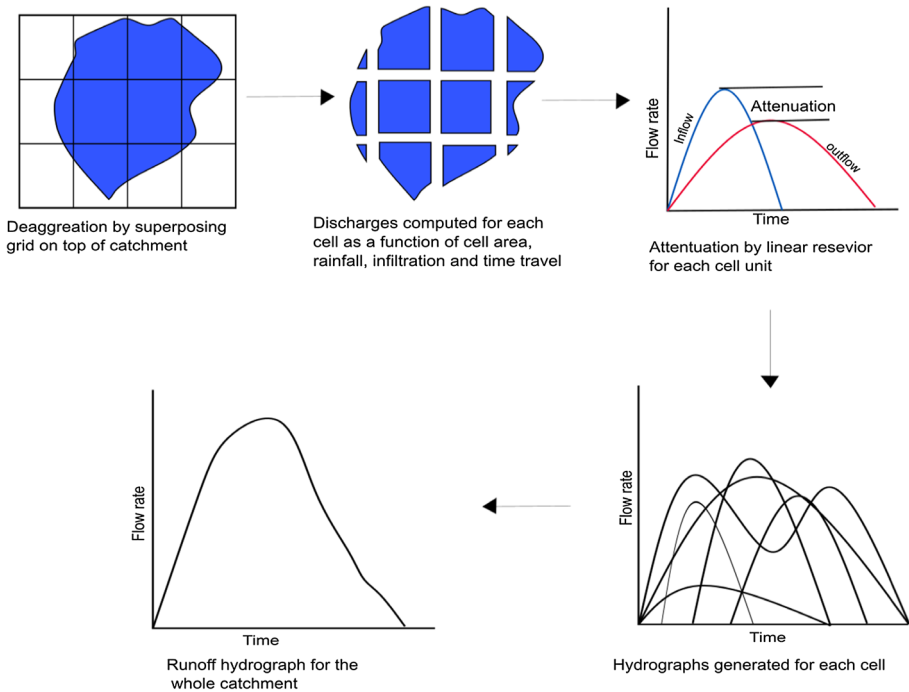 Deaggreation by superposing
grid on top of catchment
Discharges computed for each
cell as a function of cell area,
rainfall, infiltration and time travel
Flow rate
Inflow
Attenuation
outflow
Time
Attentuation by linear resevior
for each cell unit
Flow rate
Time
Hydrographs generated for each cell
Flow rate
Time
Runoff hydrograph for the
whole catchment